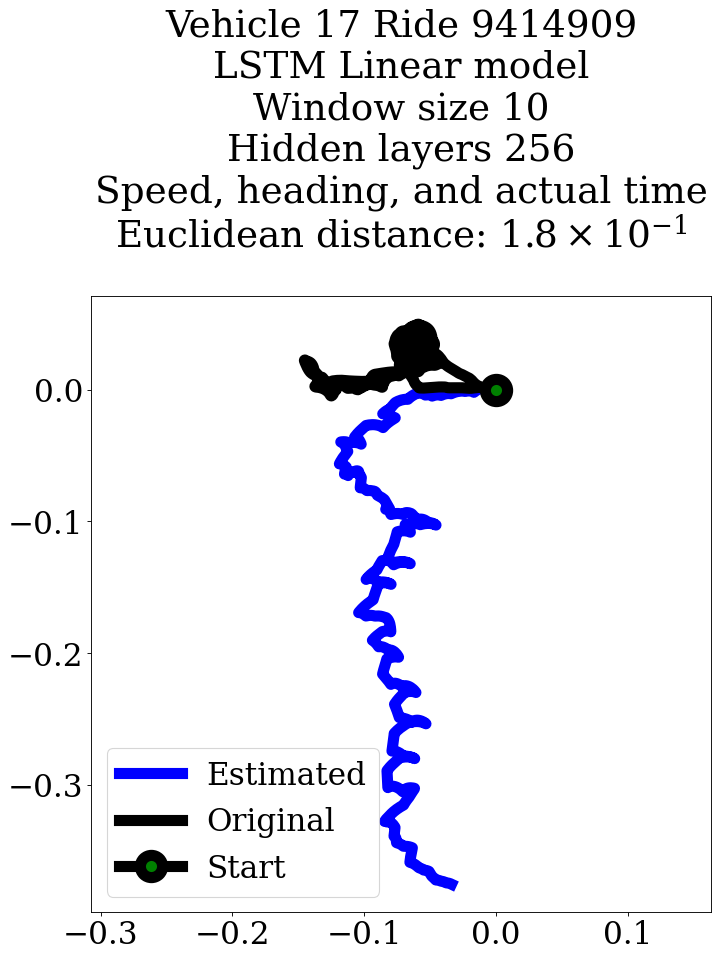 Vehicle 17 Ride 9414909
LSTM Linear model
Window size 10
Hidden layers 256
Speed, heading, and actual time
Euclidean distance: 1.8 × 10⁻¹
0.0
−0.1
−0.2
−0.3
Estimated
Original
Start
−0.3 −0.2 −0.1 0.0 0.1